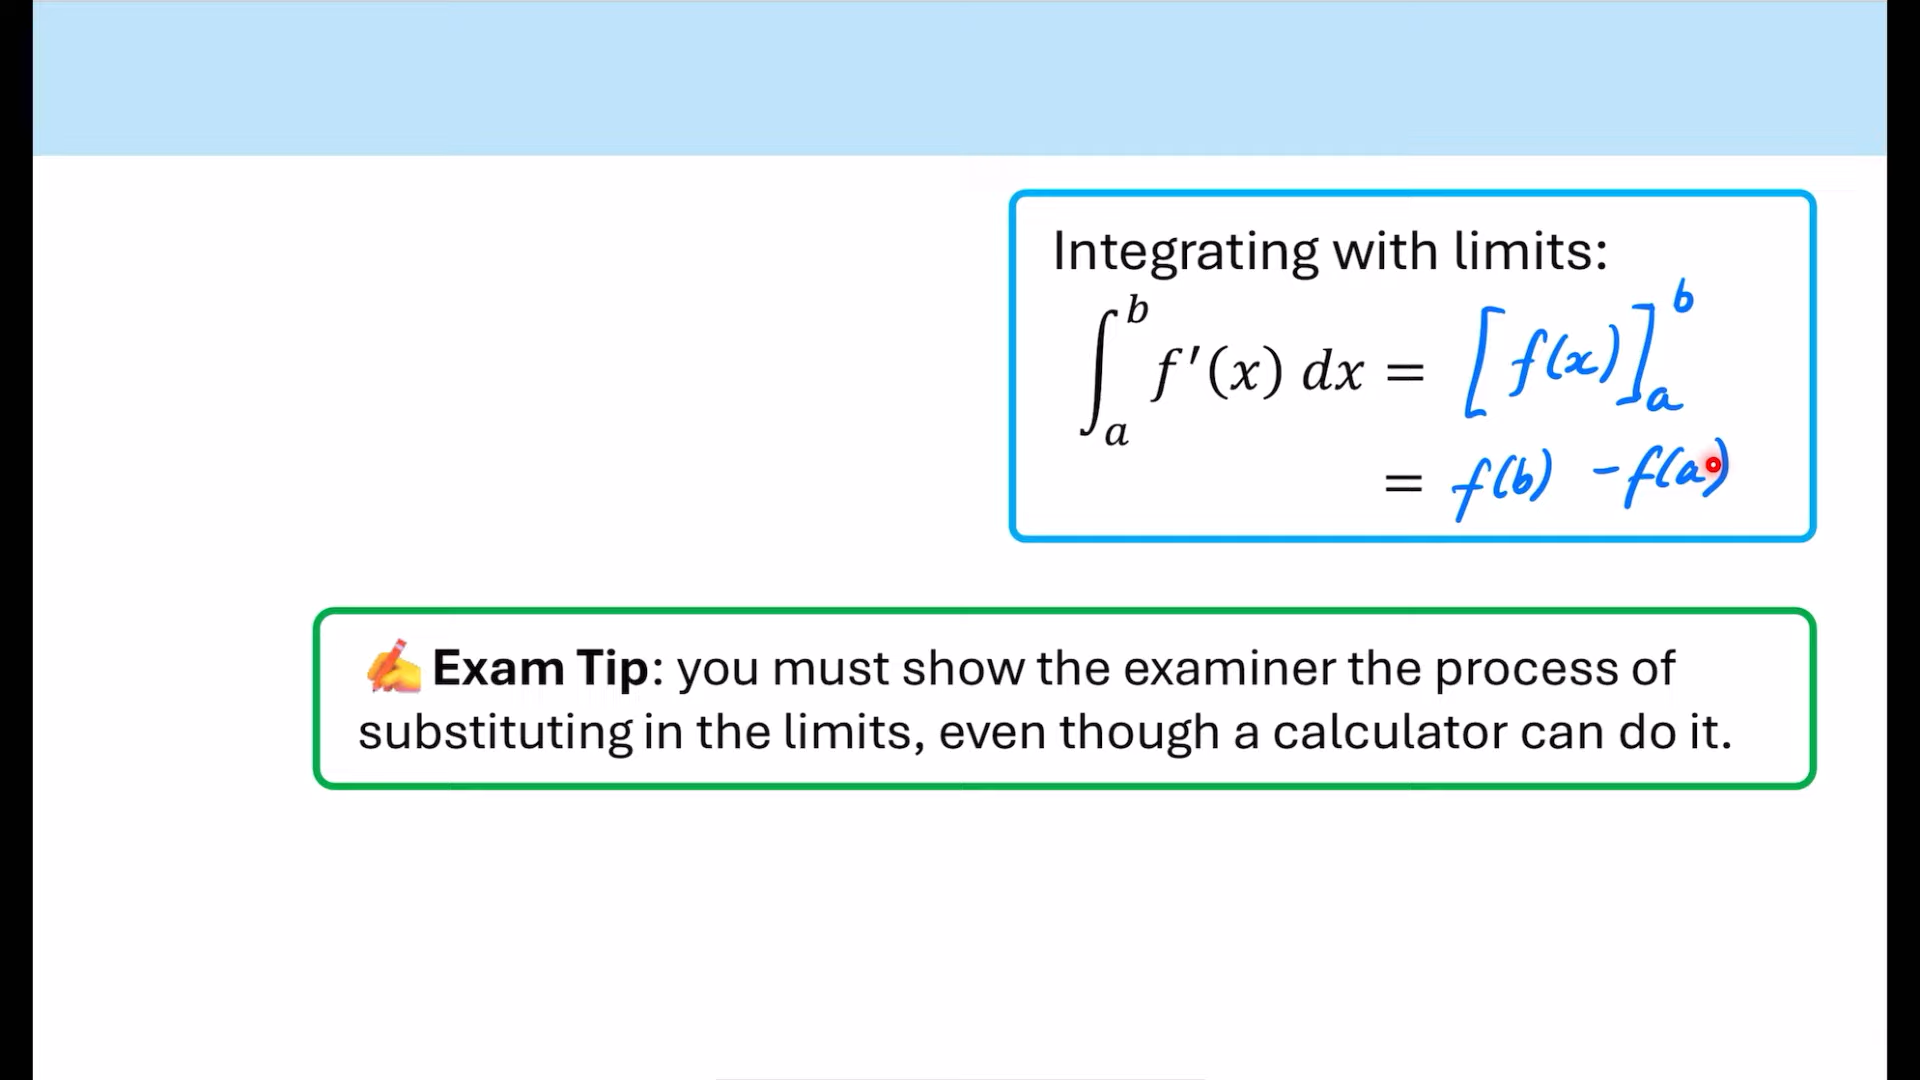 Integrating with limits:
∫_a^b f′(x) dx = [f(x)]_a^b
= f(b) - f(a)
✍ Exam Tip: you must show the examiner the process of
substituting in the limits, even though a calculator can do it.